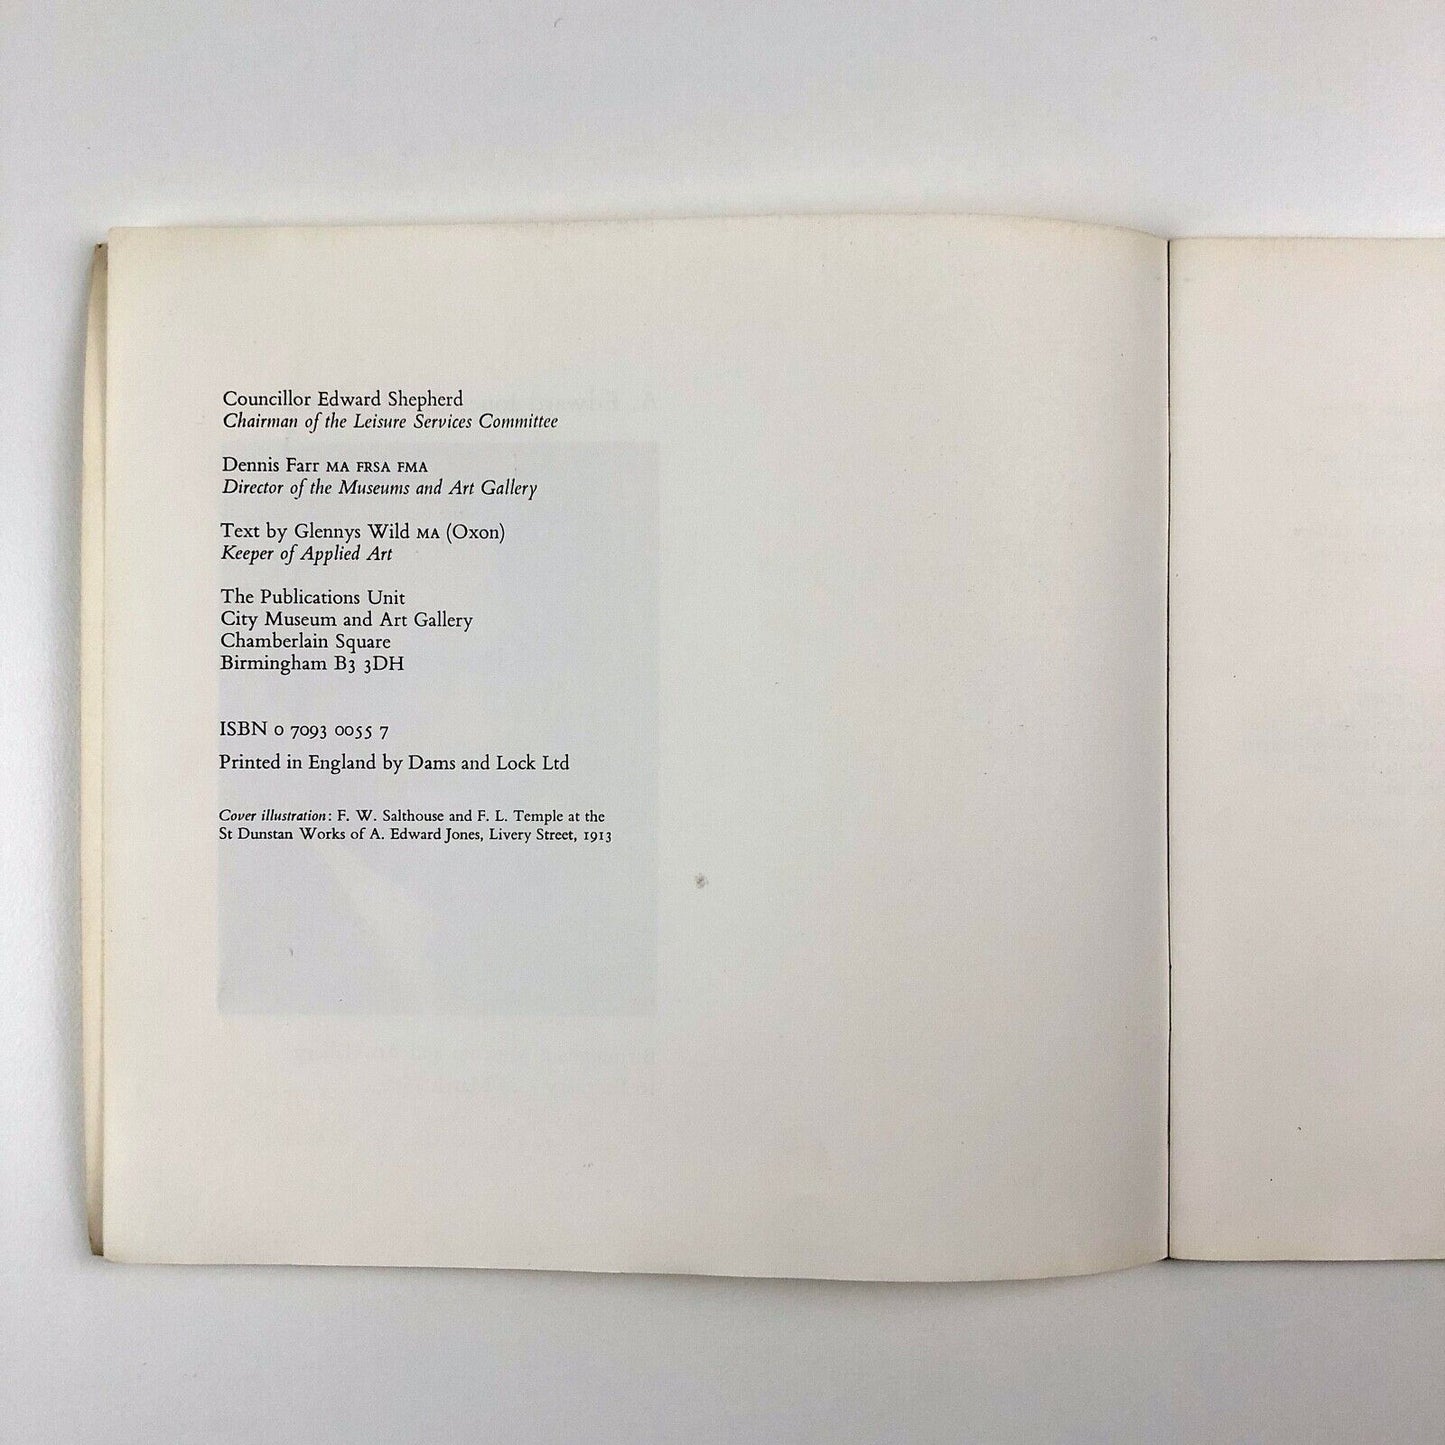 Councillor Edward Shepherd
Chairman of the Leisure Services Committee
Dennis Farr MA FRSA FMA
Director of the Museums and Art Gallery
Text by Glennys Wild MA (Oxon)
Keeper of Applied Art
The Publications Unit
City Museum and Art Gallery
Chamberlain Square
Birmingham B3 3DH
ISBN 0 7093 0055 7
Printed in England by Dams and Lock Ltd
Cover illustration: F. W. Salthouse and F. L. Temple at the
St Dunstan Works of A. Edward Jones, Livery Street, 1913